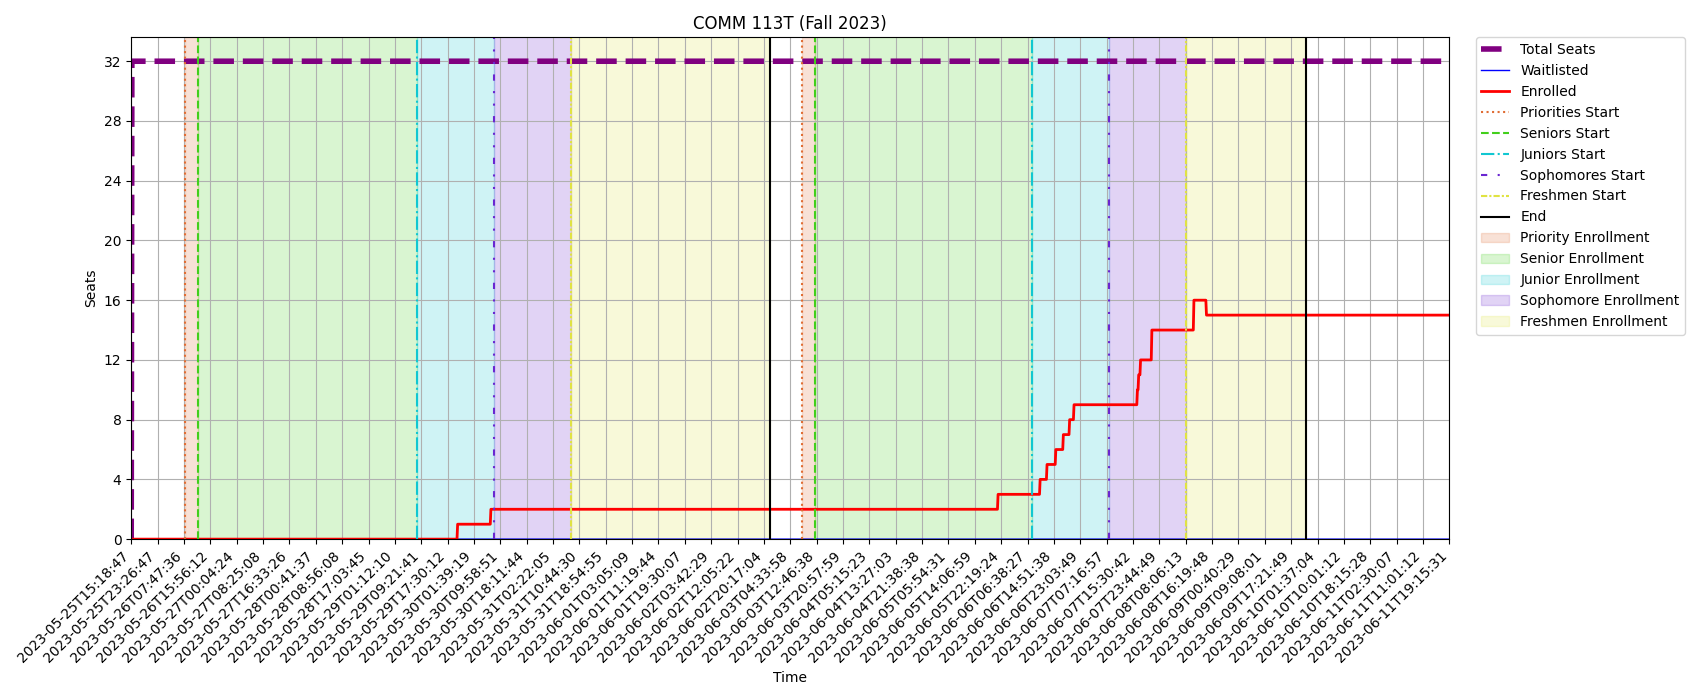 COMM 113T (Fall 2023)
Seats
32
28
24
20
16
12
8
4
0
2023-05-25T15:18:47
2023-05-25T23:26:47
2023-05-26T07:47:36
2023-05-26T15:56:12
2023-05-27T00:04:24
2023-05-27T08:25:08
2023-05-27T16:33:26
2023-05-28T00:41:37
2023-05-28T08:56:08
2023-05-28T17:03:45
2023-05-29T01:12:10
2023-05-29T09:21:41
2023-05-29T17:30:12
2023-05-30T01:39:19
2023-05-30T09:58:51
2023-05-30T18:11:44
2023-05-31T02:22:05
2023-05-31T10:44:30
2023-05-31T18:54:55
2023-06-01T03:05:09
2023-06-01T11:19:44
2023-06-01T19:30:07
2023-06-02T03:42:29
2023-06-02T12:05:22
2023-06-02T20:17:04
2023-06-03T04:33:58
2023-06-03T12:46:38
2023-06-03T20:57:59
2023-06-04T05:15:23
2023-06-04T13:27:03
2023-06-04T21:38:38
2023-06-05T05:54:31
2023-06-05T14:06:59
2023-06-05T22:19:24
2023-06-06T06:38:27
2023-06-06T14:51:38
2023-06-06T23:03:49
2023-06-07T07:16:57
2023-06-07T15:30:42
2023-06-07T23:44:49
2023-06-08T08:06:13
2023-06-08T16:19:48
2023-06-09T00:40:29
2023-06-09T09:08:01
2023-06-09T17:21:49
2023-06-10T01:37:04
2023-06-10T10:01:12
2023-06-10T18:15:28
2023-06-11T02:30:07
2023-06-11T11:01:12
2023-06-11T19:15:31
Time
Total Seats
Waitlisted
Enrolled
Priorities Start
Seniors Start
Juniors Start
Sophomores Start
Freshmen Start
End
Priority Enrollment
Senior Enrollment
Junior Enrollment
Sophomore Enrollment
Freshmen Enrollment